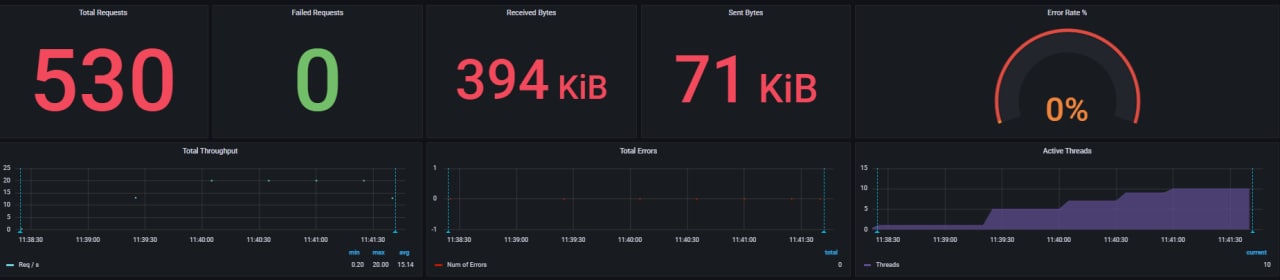 Total Requests
530
Failed Requests
0
Received Bytes
394 KiB
Sent Bytes
71 KiB
Error Rate %
0%
Total Throughput
25
20
15
10
5
0
11:38:30 11:39:00 11:39:30 11:40:00 11:40:30 11:41:00 11:41:30
min max avg
Req / s 0.20 20.00 15.14
Total Errors
1
0
-1
11:38:30 11:39:00 11:39:30 11:40:00 11:40:30 11:41:00 11:41:30
total
Num of Errors 0
Active Threads
15
10
5
0
11:38:30 11:39:00 11:39:30 11:40:00 11:40:30 11:41:00 11:41:30
current
Threads 10